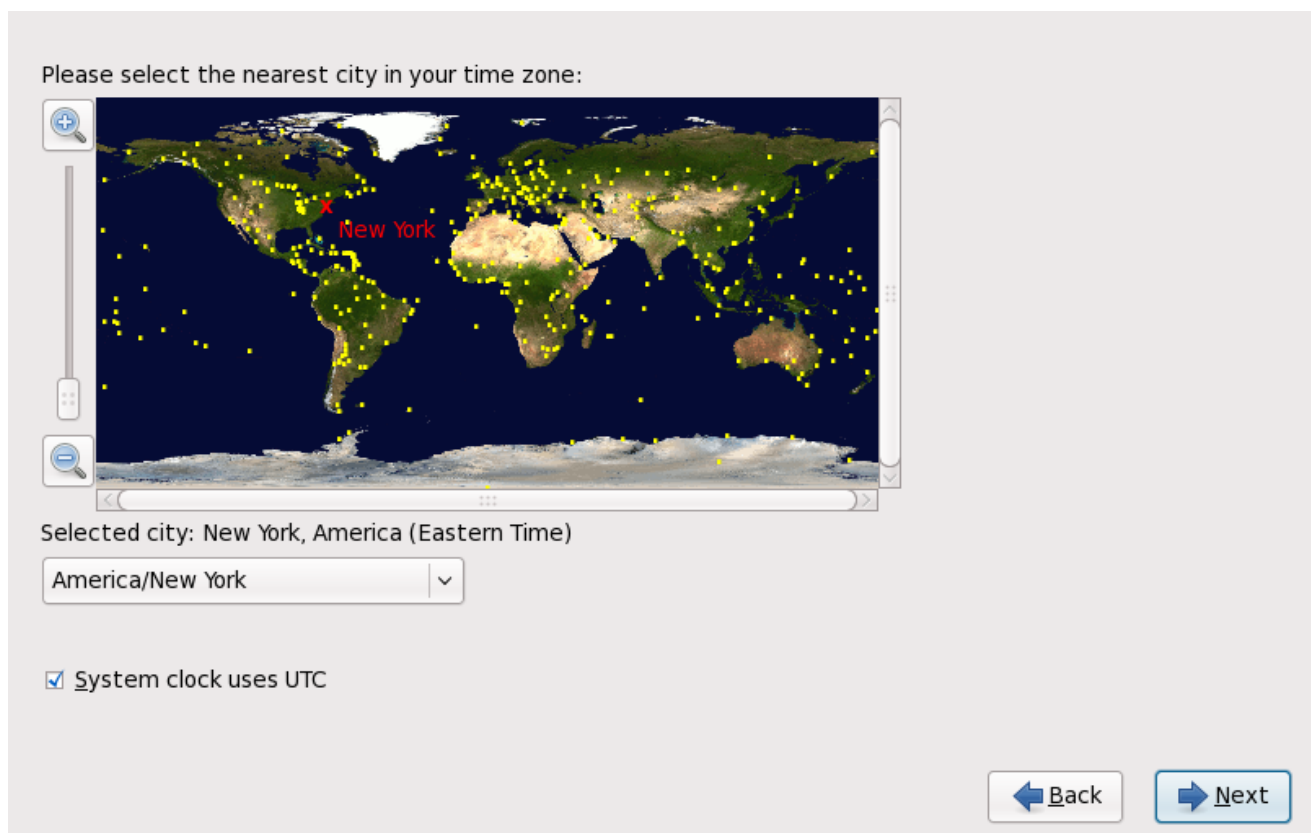 Please select the nearest city in your time zone:
New York
Selected city: New York, America (Eastern Time)
America/New York
System clock uses UTC
Back
Next